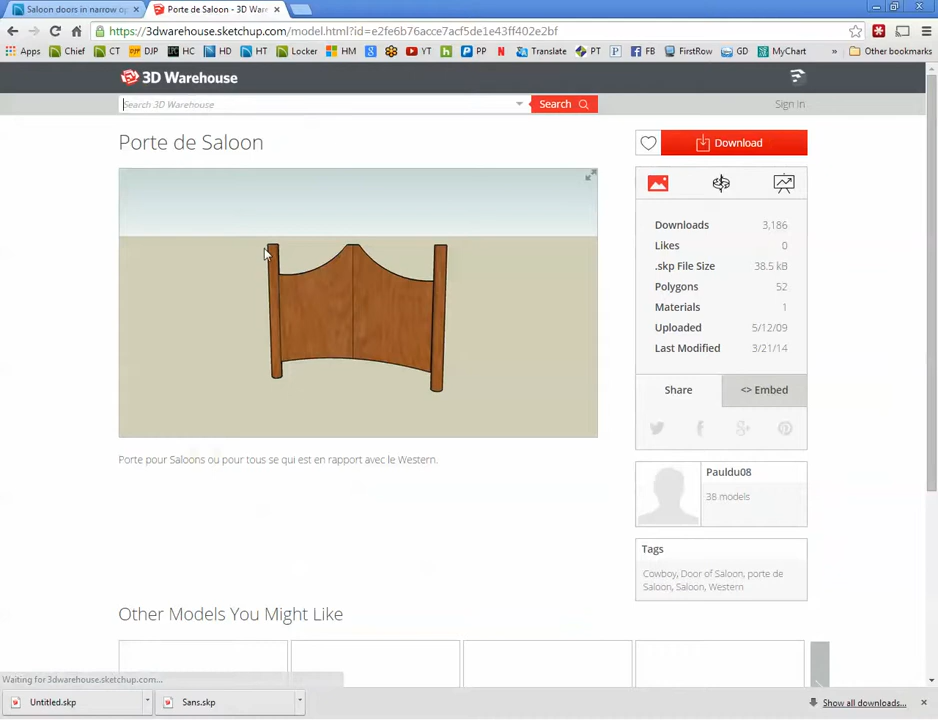 Saloon doors in narrow op
Porte de Saloon - 3D War
https://3dwarehouse.sketchup.com/model.html?id=e2fe6b76acce7acf5de1e43ff402e2bf
Apps Chief CT DJP HC HD HT Locker HM SB YT PC PP N Translate PT FB FirstRow GD MyChart » Other bookmarks
3D Warehouse
Search 3D Warehouse Search
Sign in
Porte de Saloon
Download
Downloads 3,186
Likes 0
.skp File Size 38.5 kB
Polygons 52
Materials 1
Uploaded 5/12/09
Last Modified 3/21/14
Share <> Embed
Porte pour Saloons ou pour tous se qui est en rapport avec le Western.
Pauldu08
38 models
Tags
Cowboy, Door of Saloon, porte de
Saloon, Saloon, Western
Other Models You Might Like
Waiting for 3dwarehouse.sketchup.com...
Untitled.skp
Sans.skp
Show all downloads...